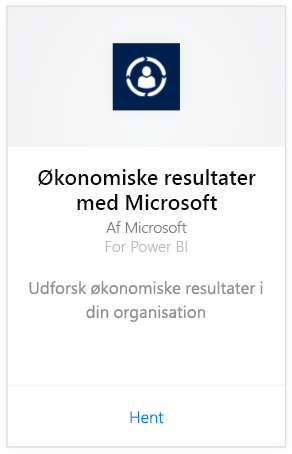 Økonomiske resultater
med Microsoft
Af Microsoft
For Power BI
Udforsk økonomiske resultater i
din organisation
Hent